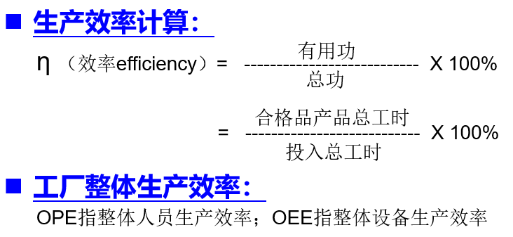 ■ 生产效率计算：
有用功
η （效率efficiency）= -------------------------- X 100%
总功
合格品产品总工时
= -------------------------- X 100%
投入总工时
■ 工厂整体生产效率：
OPE指整体人员生产效率；OEE指整体设备生产效率